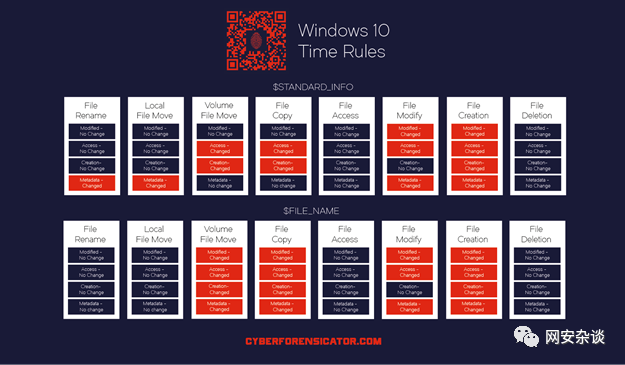 Windows 10
Time Rules
$STANDARD_INFO
File
Rename
Modified -
No Change
Access -
No Change
Creation-
No Change
Metadata -
Changed
Local
File Move
Modified -
No Change
Access -
No Change
Creation-
No Change
Metadata -
Changed
Volume
File Move
Modified -
No Change
Access -
Changed
Creation-
Changed
Metadata -
No change
File
Copy
Modified -
No Change
Access -
Changed
Creation-
Changed
Metadata -
No change
File
Access
Modified -
No Change
Access -
No Change
Creation-
No Change
Metadata -
No Change
File
Modify
Modified -
Changed
Access -
Changed
Creation-
No Change
Metadata -
Changed
File
Creation
Modified -
Changed
Access -
Changed
Creation-
Changed
Metadata -
Changed
File
Deletion
Modified -
No Change
Access -
No Change
Creation-
No Change
Metadata -
No Change
$FILE_NAME
File
Rename
Modified -
No Change
Access -
No Change
Creation-
No Change
Metadata -
No Change
Local
File Move
Modified -
No Change
Access -
No Change
Creation-
No Change
Metadata -
No Change
Volume
File Move
Modified -
Changed
Access -
Changed
Creation-
Changed
Metadata -
Changed
File
Copy
Modified -
Changed
Access -
Changed
Creation-
Changed
Metadata -
Changed
File
Access
Modified -
No Change
Access -
No Change
Creation-
No Change
Metadata -
No Change
File
Modify
Modified -
Changed
Access -
Changed
Creation-
No Change
Metadata -
Changed
File
Creation
Modified -
Changed
Access -
Changed
Creation-
Changed
Metadata -
Changed
File
Deletion
Modified -
No Change
Access -
No Change
Creation-
No Change
Metadata -
No Change
CYBERFORENSICATOR.COM
网安杂谈